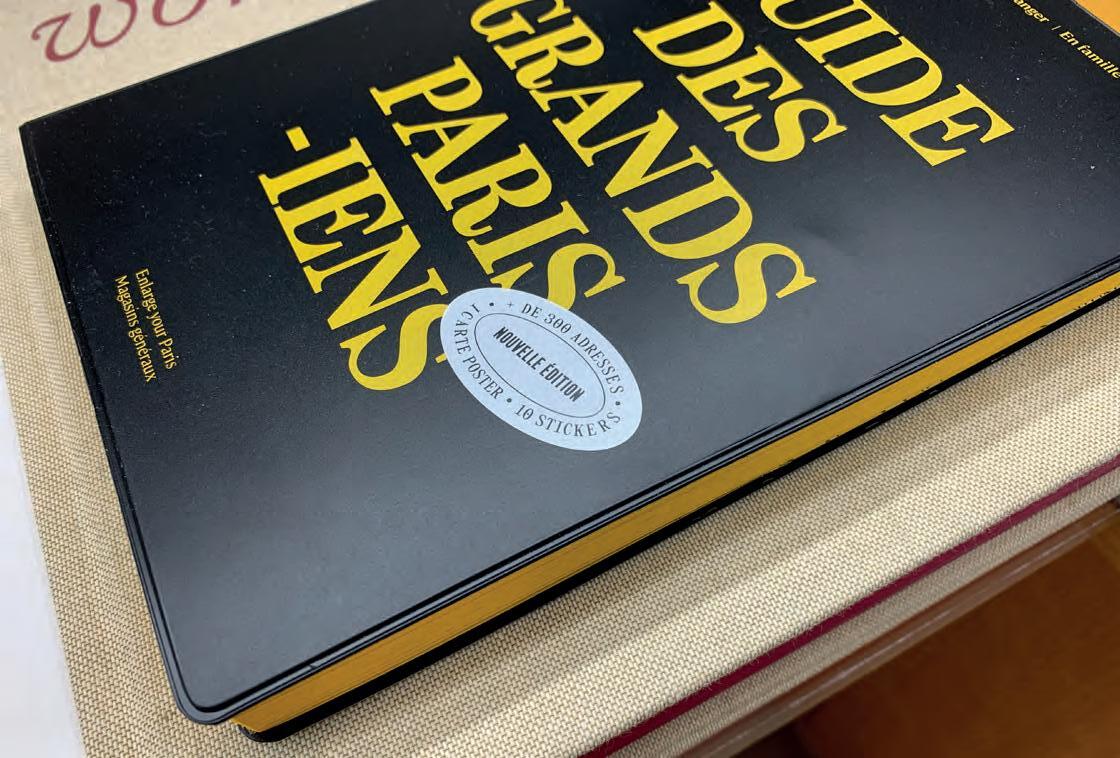 UIDE
DES
GRANDS
PARIS
-IENS
anger | En famille
Enlarge your Paris
Magasins généraux
+ DE 300 ADRESSES •
10 STICKERS •
1 CARTE POSTER •
NOUVELLE ÉDITION